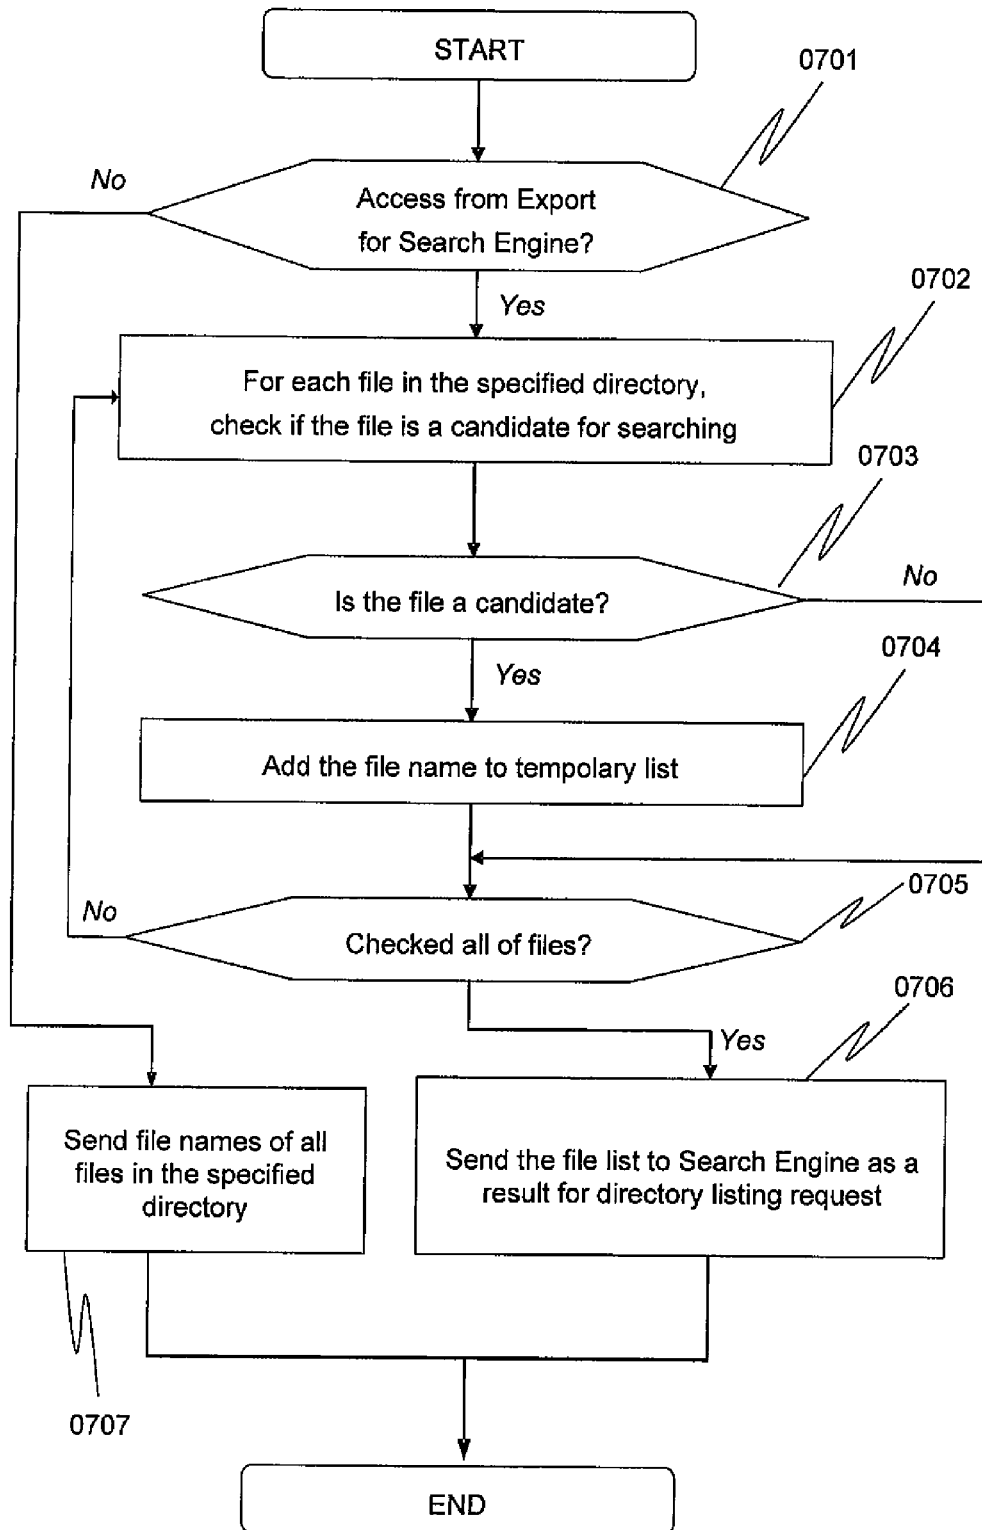 START
0701
No
Access from Export
for Search Engine?
0702
Yes
For each file in the specified directory,
check if the file is a candidate for searching
0703
No
Is the file a candidate?
0704
Yes
Add the file name to tempolary list
0705
No
Checked all of files?
0706
Yes
Send file names of all
files in the specified
directory
Send the file list to Search Engine as a
result for directory listing request
0707
END